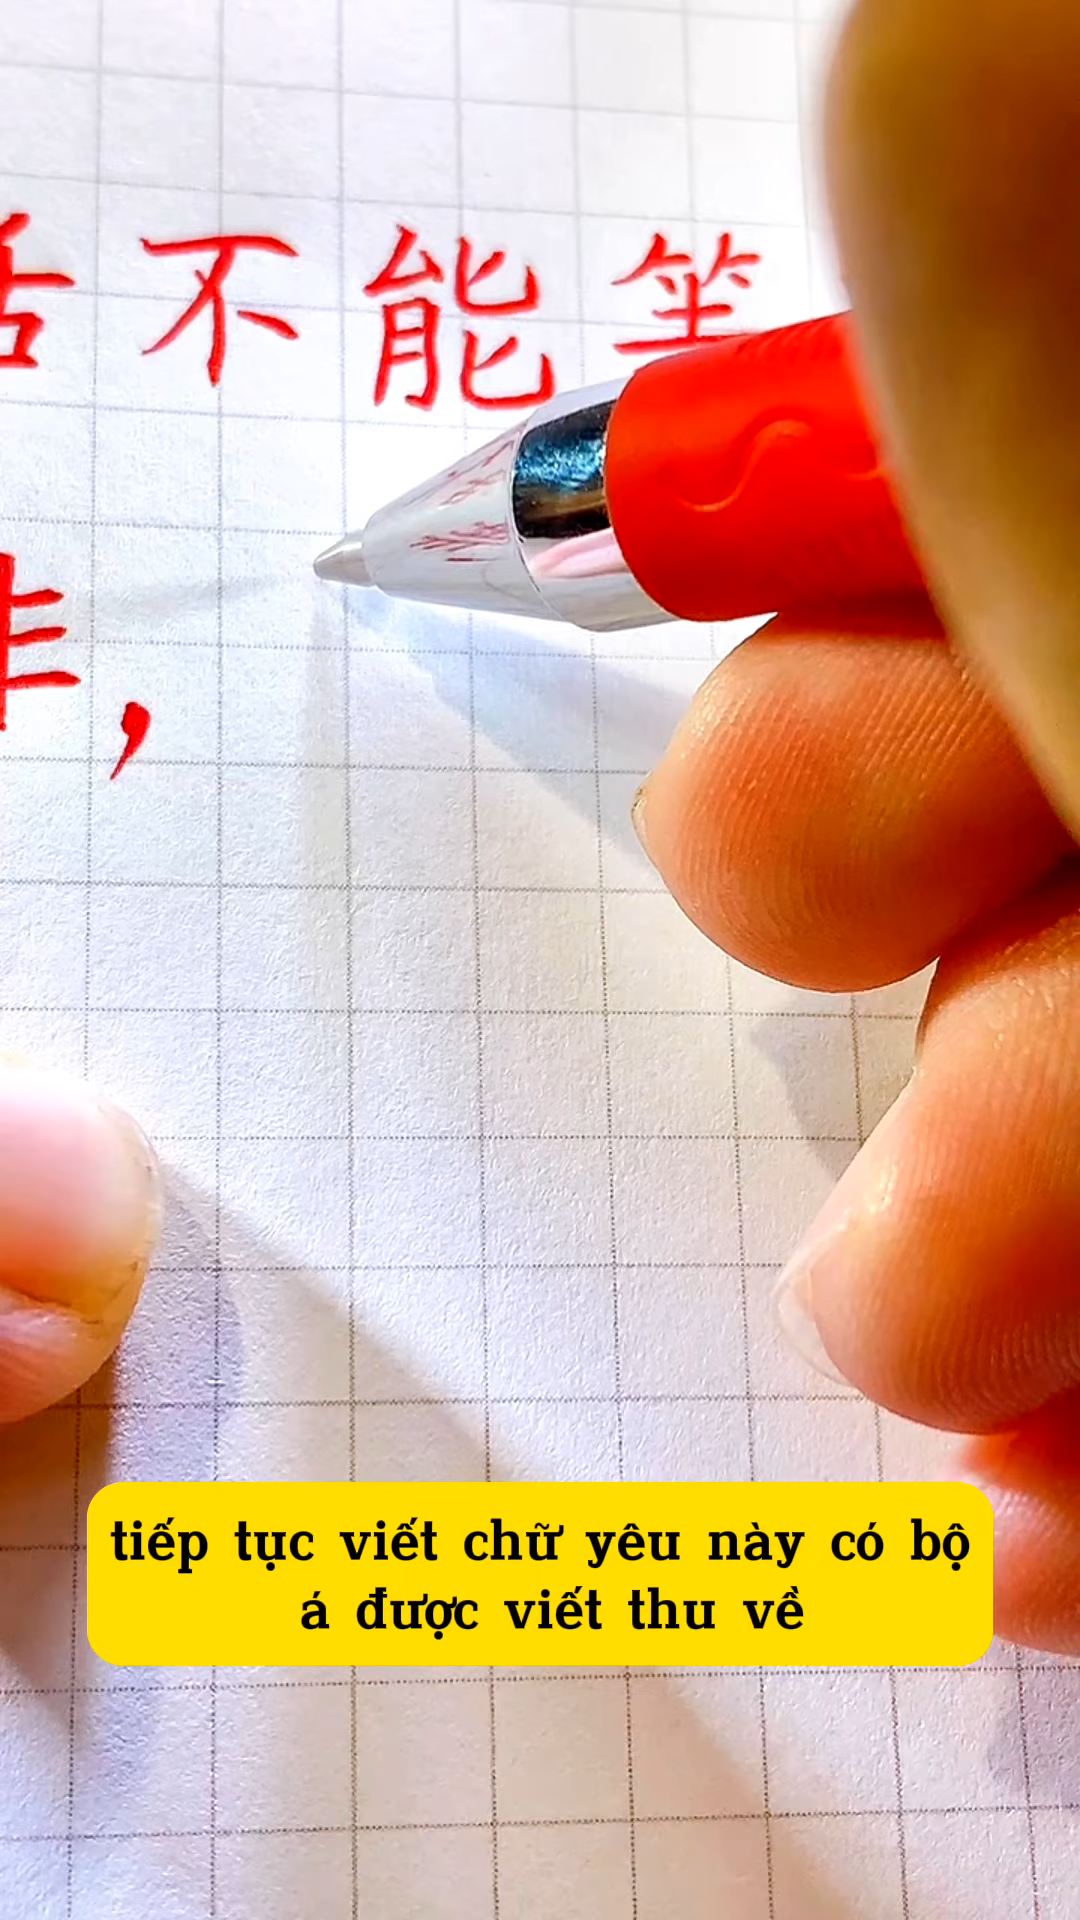 不能
，
tiếp tục viết chữ yêu này có bộ
á được viết thu về